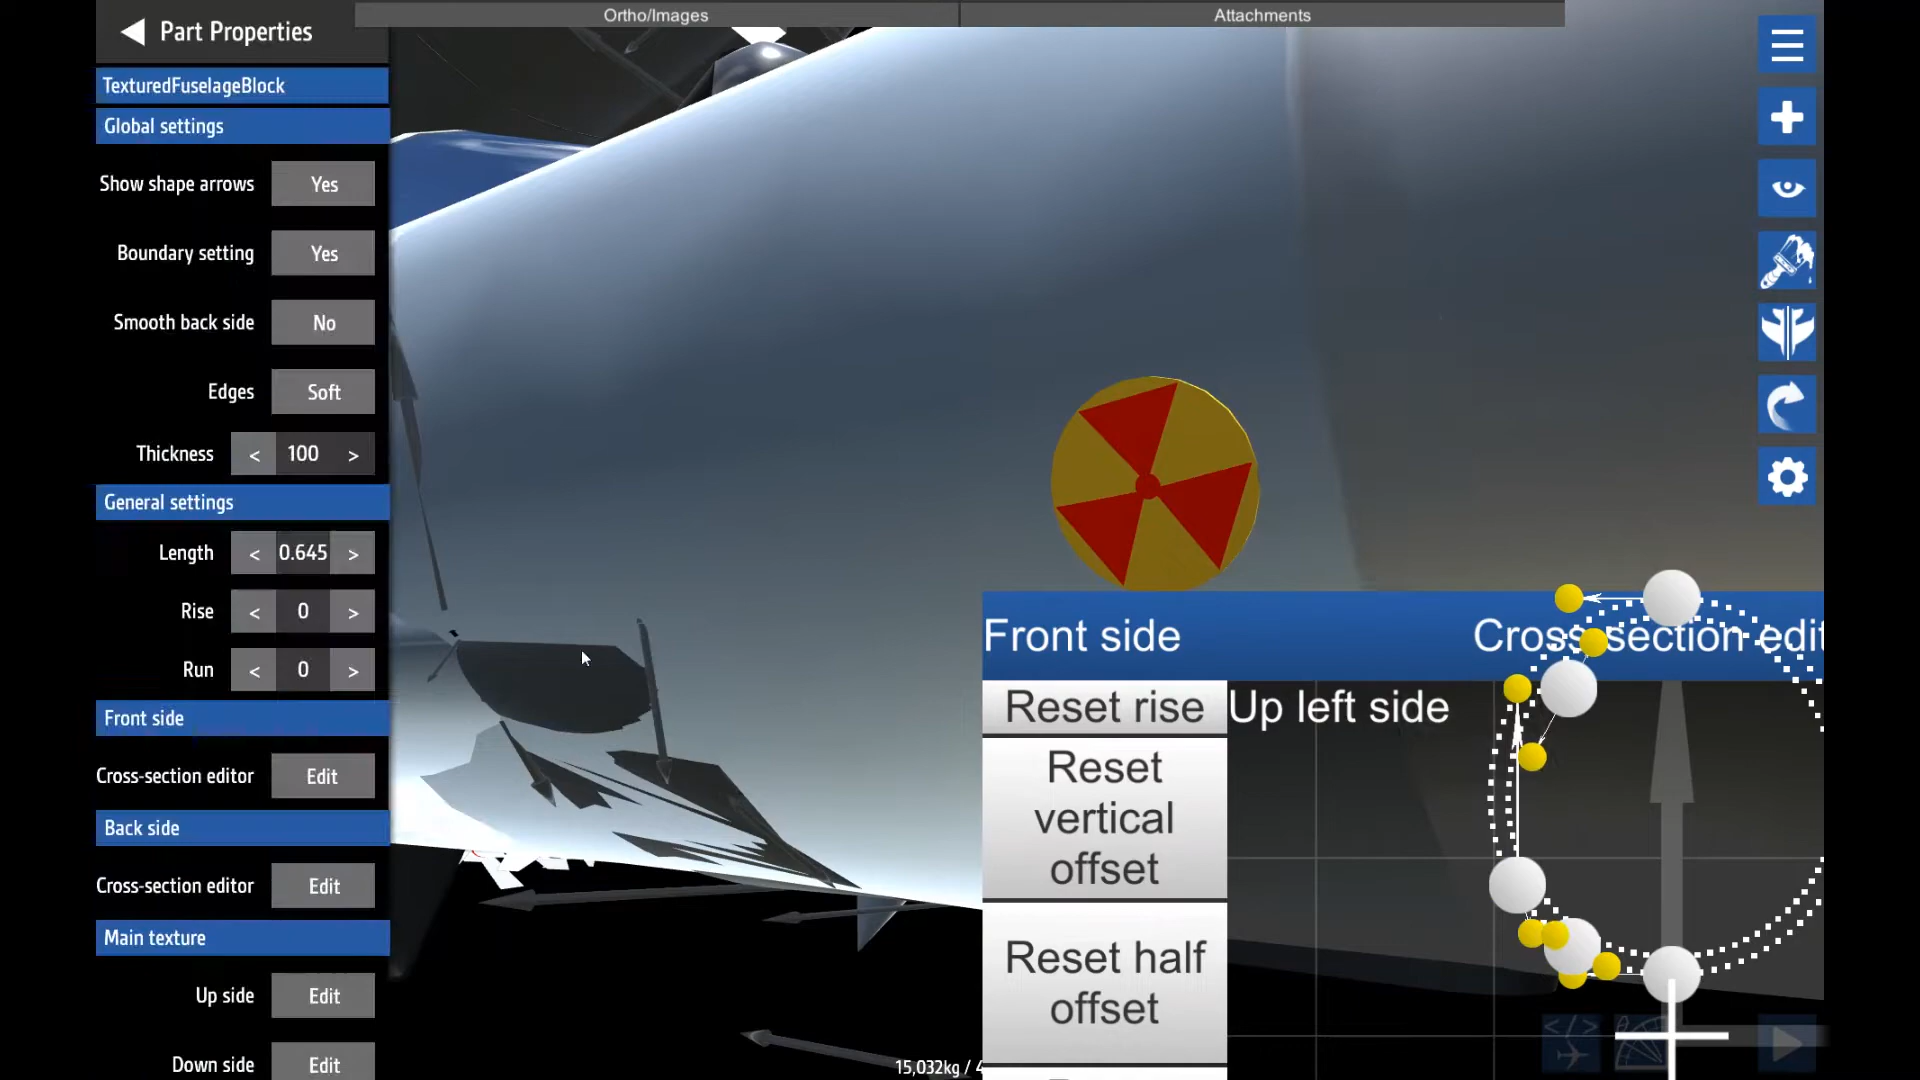 Ortho/Images
Attachments
Part Properties
TexturedFuselageBlock
Global settings
Show shape arrows
Yes
Boundary setting
Yes
Smooth back side
No
Edges
Soft
Thickness
< 100 >
General settings
Length
< 0.645 >
Rise
< 0 >
Run
< 0 >
Front side
Cross-section editor
Edit
Back side
Cross-section editor
Edit
Main texture
Up side
Edit
Down side
Edit
Front side
Cross-section edit
Reset rise
Up left side
Reset
vertical
offset
Reset half
offset
15,032kg / 4